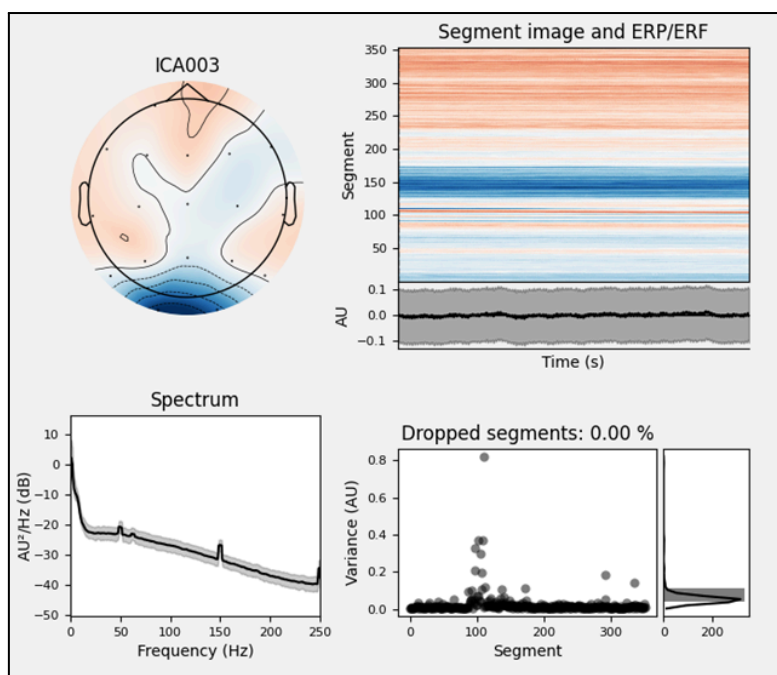 ICA003
Segment image and ERP/ERF
350
300
250
200
150
100
50
Segment
0.1
0.0
−0.1
AU
Time (s)
Spectrum
10
0
−10
−20
−30
−40
−50
AU²/Hz (dB)
0 50 100 150 200 250
Frequency (Hz)
Dropped segments: 0.00 %
0.8
0.6
0.4
0.2
0.0
Variance (AU)
0 100 200 300
Segment
0 200